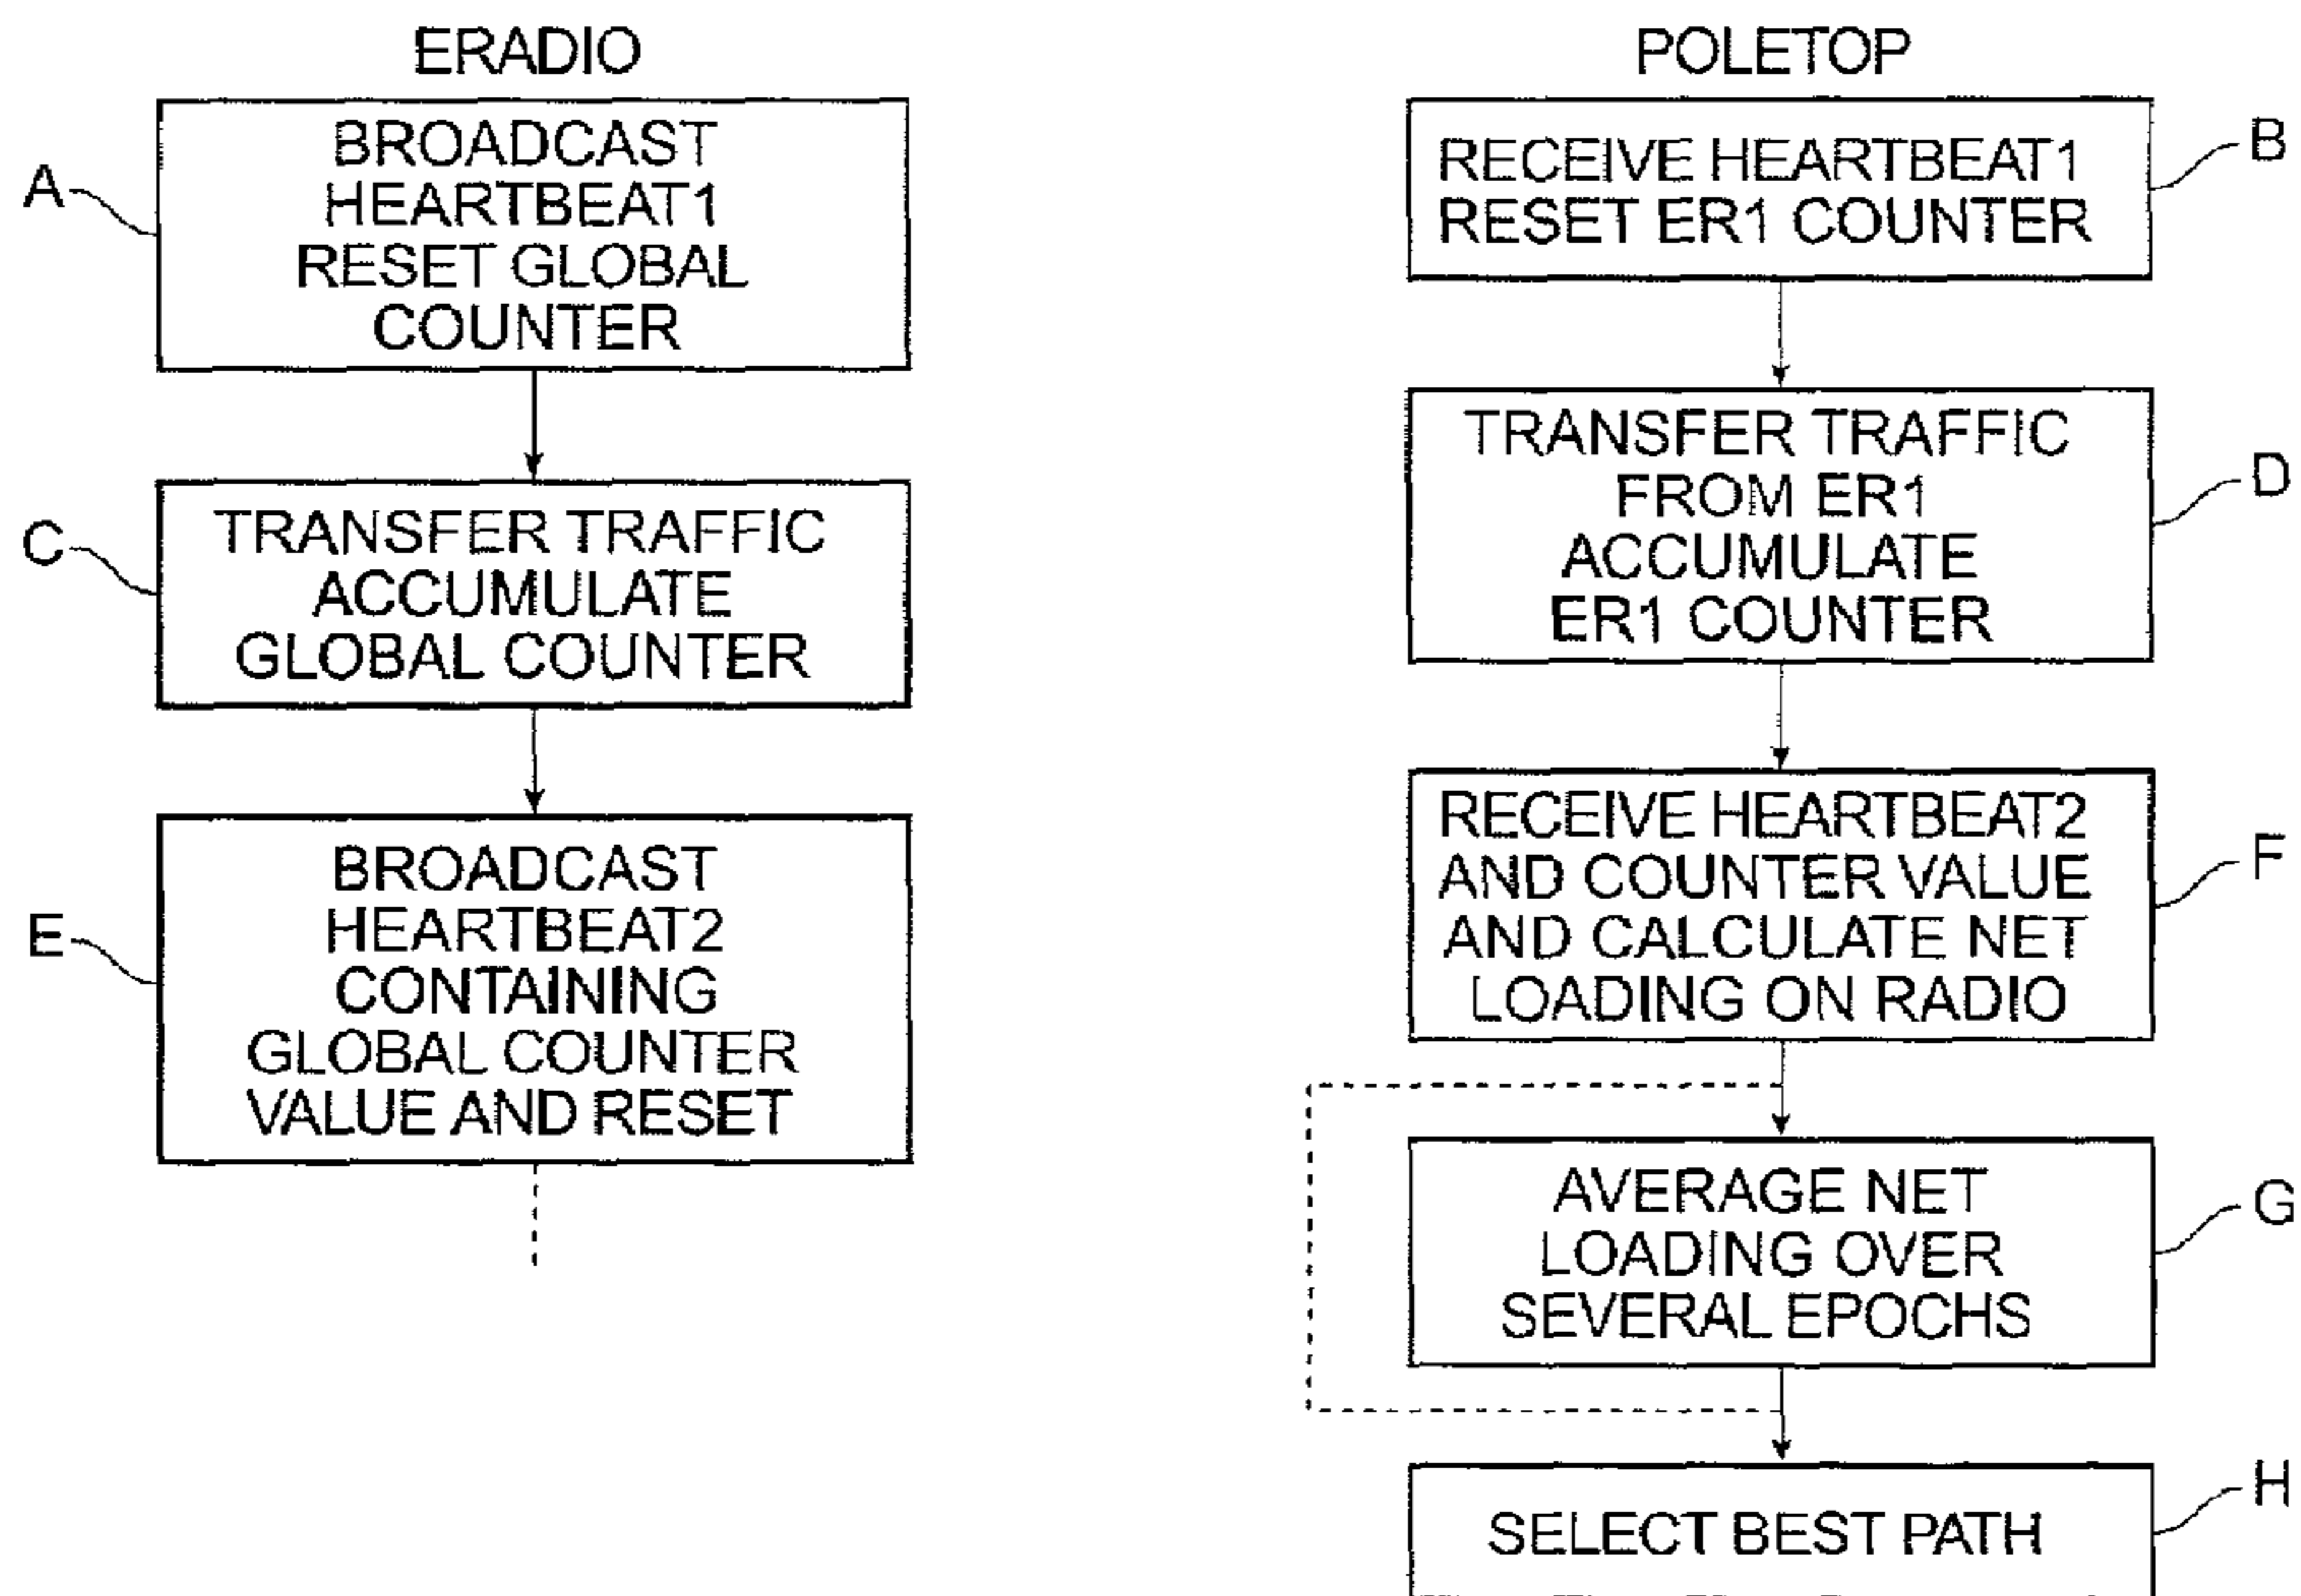 ERADIO
A
BROADCAST
HEARTBEAT1
RESET GLOBAL
COUNTER
C
TRANSFER TRAFFIC
ACCUMULATE
GLOBAL COUNTER
E
BROADCAST
HEARTBEAT2
CONTAINING
GLOBAL COUNTER
VALUE AND RESET
POLETOP
B
RECEIVE HEARTBEAT1
RESET ER1 COUNTER
D
TRANSFER TRAFFIC
FROM ER1
ACCUMULATE
ER1 COUNTER
F
RECEIVE HEARTBEAT2
AND COUNTER VALUE
AND CALCULATE NET
LOADING ON RADIO
G
AVERAGE NET
LOADING OVER
SEVERAL EPOCHS
H
SELECT BEST PATH